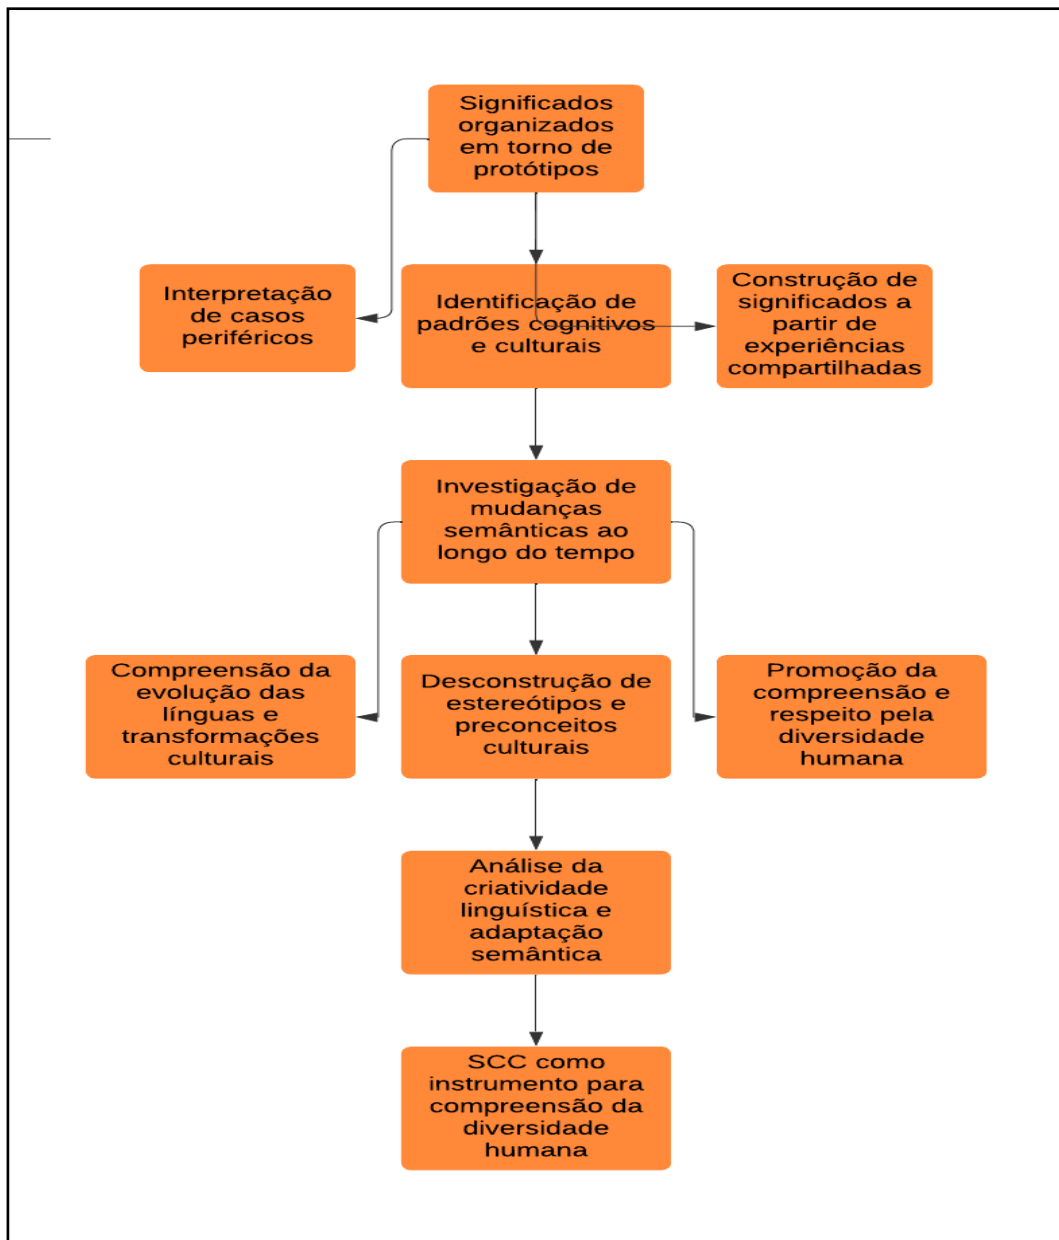 Significados
organizados
em torno de
protótipos
Interpretação
de casos
periféricos
Identificação de
padrões cognitivos
e culturais
Construção de
significados a
partir de
experiências
compartilhadas
Investigação de
mudanças
semânticas ao
longo do tempo
Compreensão da
evolução das
línguas e
transformações
culturais
Desconstrução de
estereótipos e
preconceitos
culturais
Promoção da
compreensão e
respeito pela
diversidade
humana
Análise da
criatividade
linguística e
adaptação
semântica
SCC como
instrumento para
compreensão da
diversidade
humana